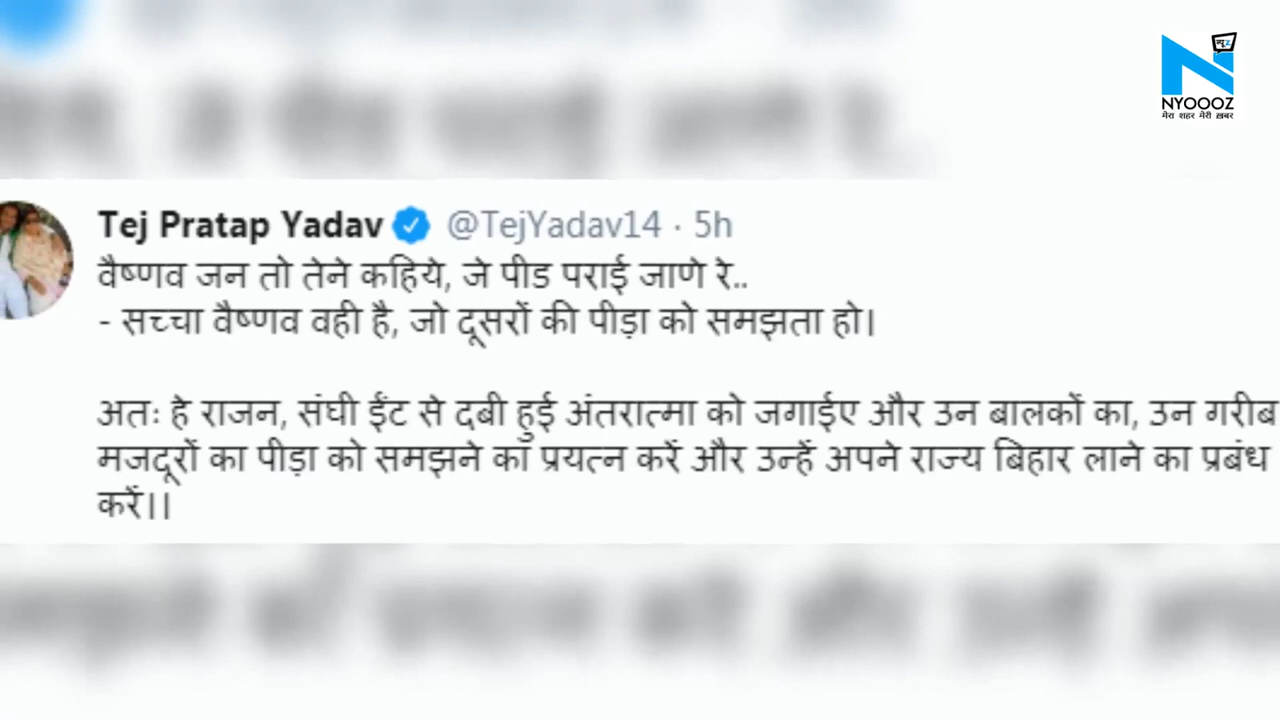 न्यूz
NYOOOZ
मेरा शहर मेरी ख़बर
Tej Pratap Yadav @TejYadav14 · 5h
वैष्णव जन तो तेने कहिये, जे पीड पराई जाणे रे..
- सच्चा वैष्णव वही है, जो दूसरों की पीड़ा को समझता हो।
अतः हे राजन, संघी ईंट से दबी हुई अंतरात्मा को जगाईए और उन बालकों का, उन गरीब
मजदूरों का पीड़ा को समझने का प्रयत्न करें और उन्हें अपने राज्य बिहार लाने का प्रबंध
करें।।